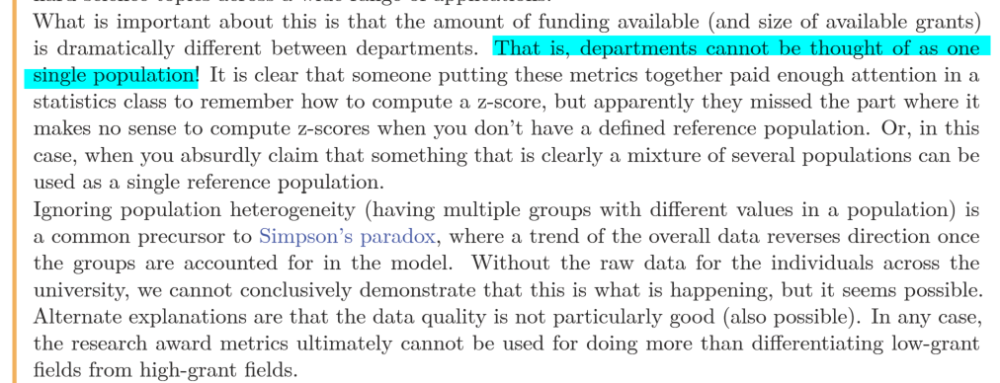 What is important about this is that the amount of funding available (and size of available grants)
is dramatically different between departments. That is, departments cannot be thought of as one
single population! It is clear that someone putting these metrics together paid enough attention in a
statistics class to remember how to compute a z-score, but apparently they missed the part where it
makes no sense to compute z-scores when you don't have a defined reference population. Or, in this
case, when you absurdly claim that something that is clearly a mixture of several populations can be
used as a single reference population.
Ignoring population heterogeneity (having multiple groups with different values in a population) is
a common precursor to Simpson's paradox, where a trend of the overall data reverses direction once
the groups are accounted for in the model. Without the raw data for the individuals across the
university, we cannot conclusively demonstrate that this is what is happening, but it seems possible.
Alternate explanations are that the data quality is not particularly good (also possible). In any case,
the research award metrics ultimately cannot be used for doing more than differentiating low-grant
fields from high-grant fields.